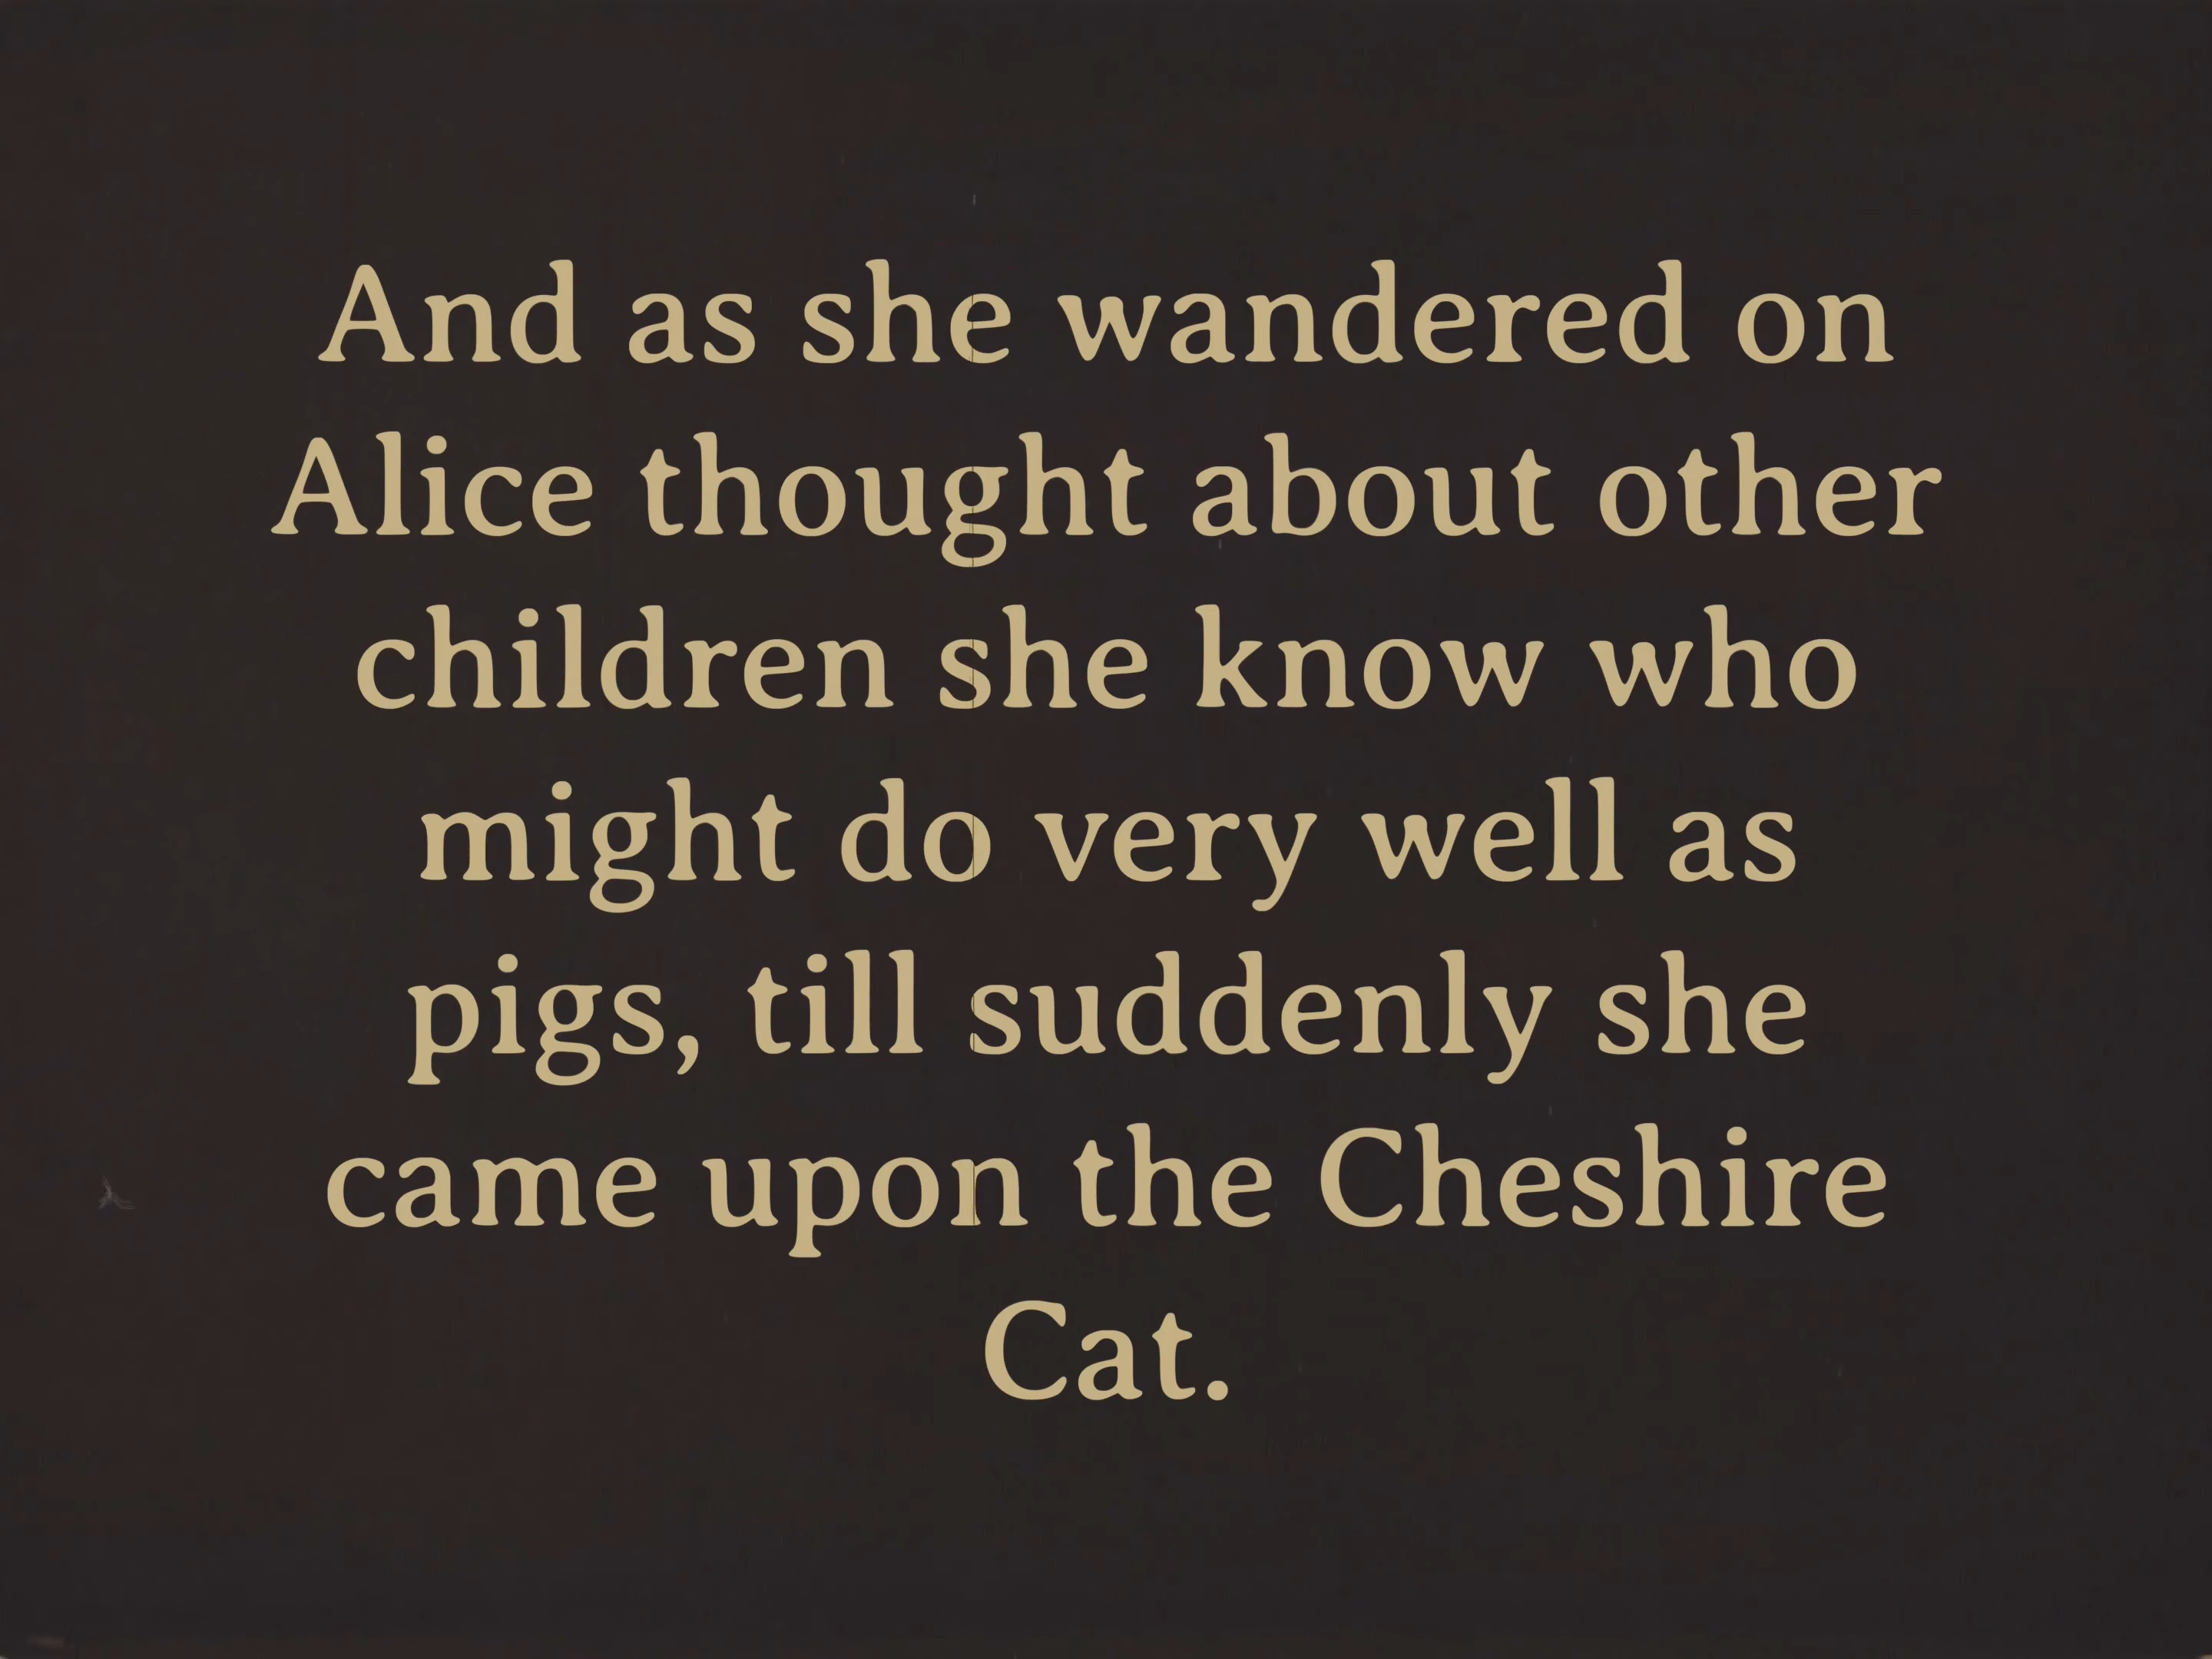 And as she wandered on
Alice thought about other
children she know who
might do very well as
pigs, till suddenly she
came upon the Cheshire
Cat.